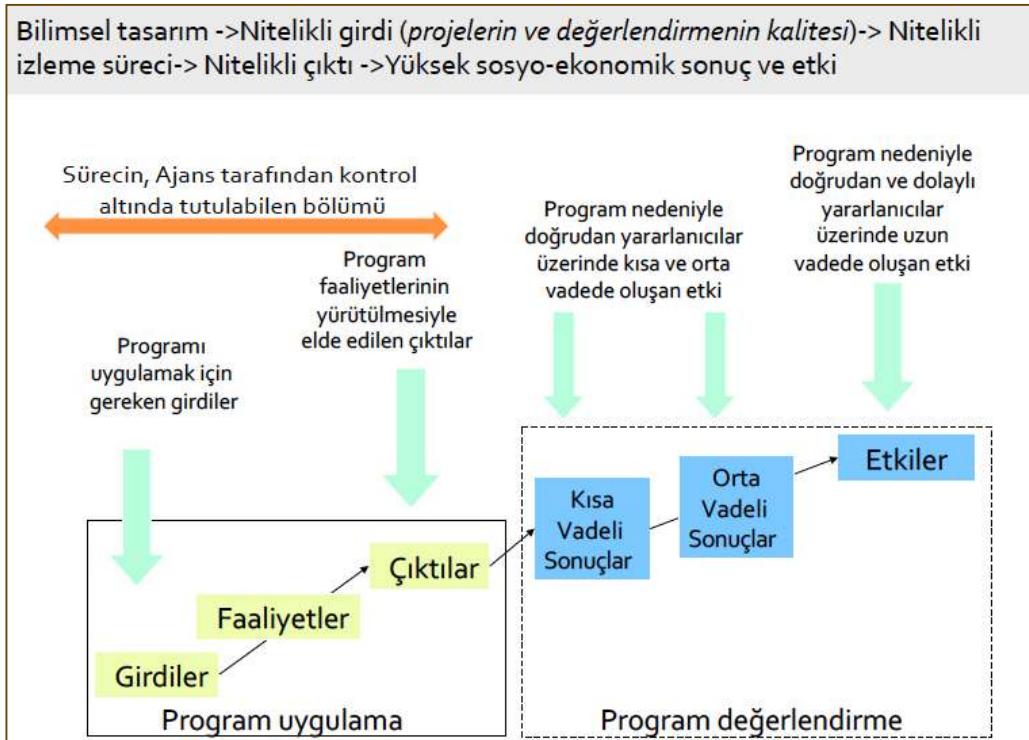 Bilimsel tasarım ->Nitelikli girdi (projelerin ve değerlendirmenin kalitesi)-> Nitelikli
izleme süreci-> Nitelikli çıktı ->Yüksek sosyo-ekonomik sonuç ve etki
Sürecin, Ajans tarafından kontrol
altında tutulabilen bölümü
Programı
uygulamak için
gereken girdiler
Program
faaliyetlerinin
yürütülmesiyle
elde edilen çıktılar
Program nedeniyle
doğrudan yararlanıcılar
üzerinde kısa ve orta
vadede oluşan etki
Program nedeniyle
doğrudan ve dolaylı
yararlanıcılar
üzerinde uzun
vadede oluşan etki
Girdiler
Faaliyetler
Çıktılar
Kısa
Vadeli
Sonuçlar
Orta
Vadeli
Sonuçlar
Etkiler
Program uygulama
Program değerlendirme